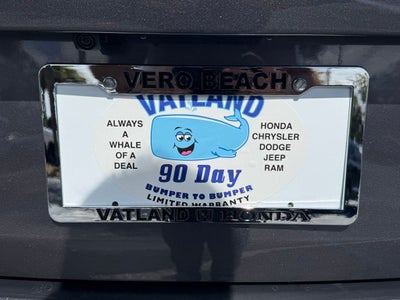 VERO BEACH
VATLAND
ALWAYS
A
WHALE
OF A
DEAL
HONDA
CHRYSLER
DODGE
JEEP
RAM
90 Day
BUMPER TO BUMPER
LIMITED WARRANTY
VATLAND HONDA